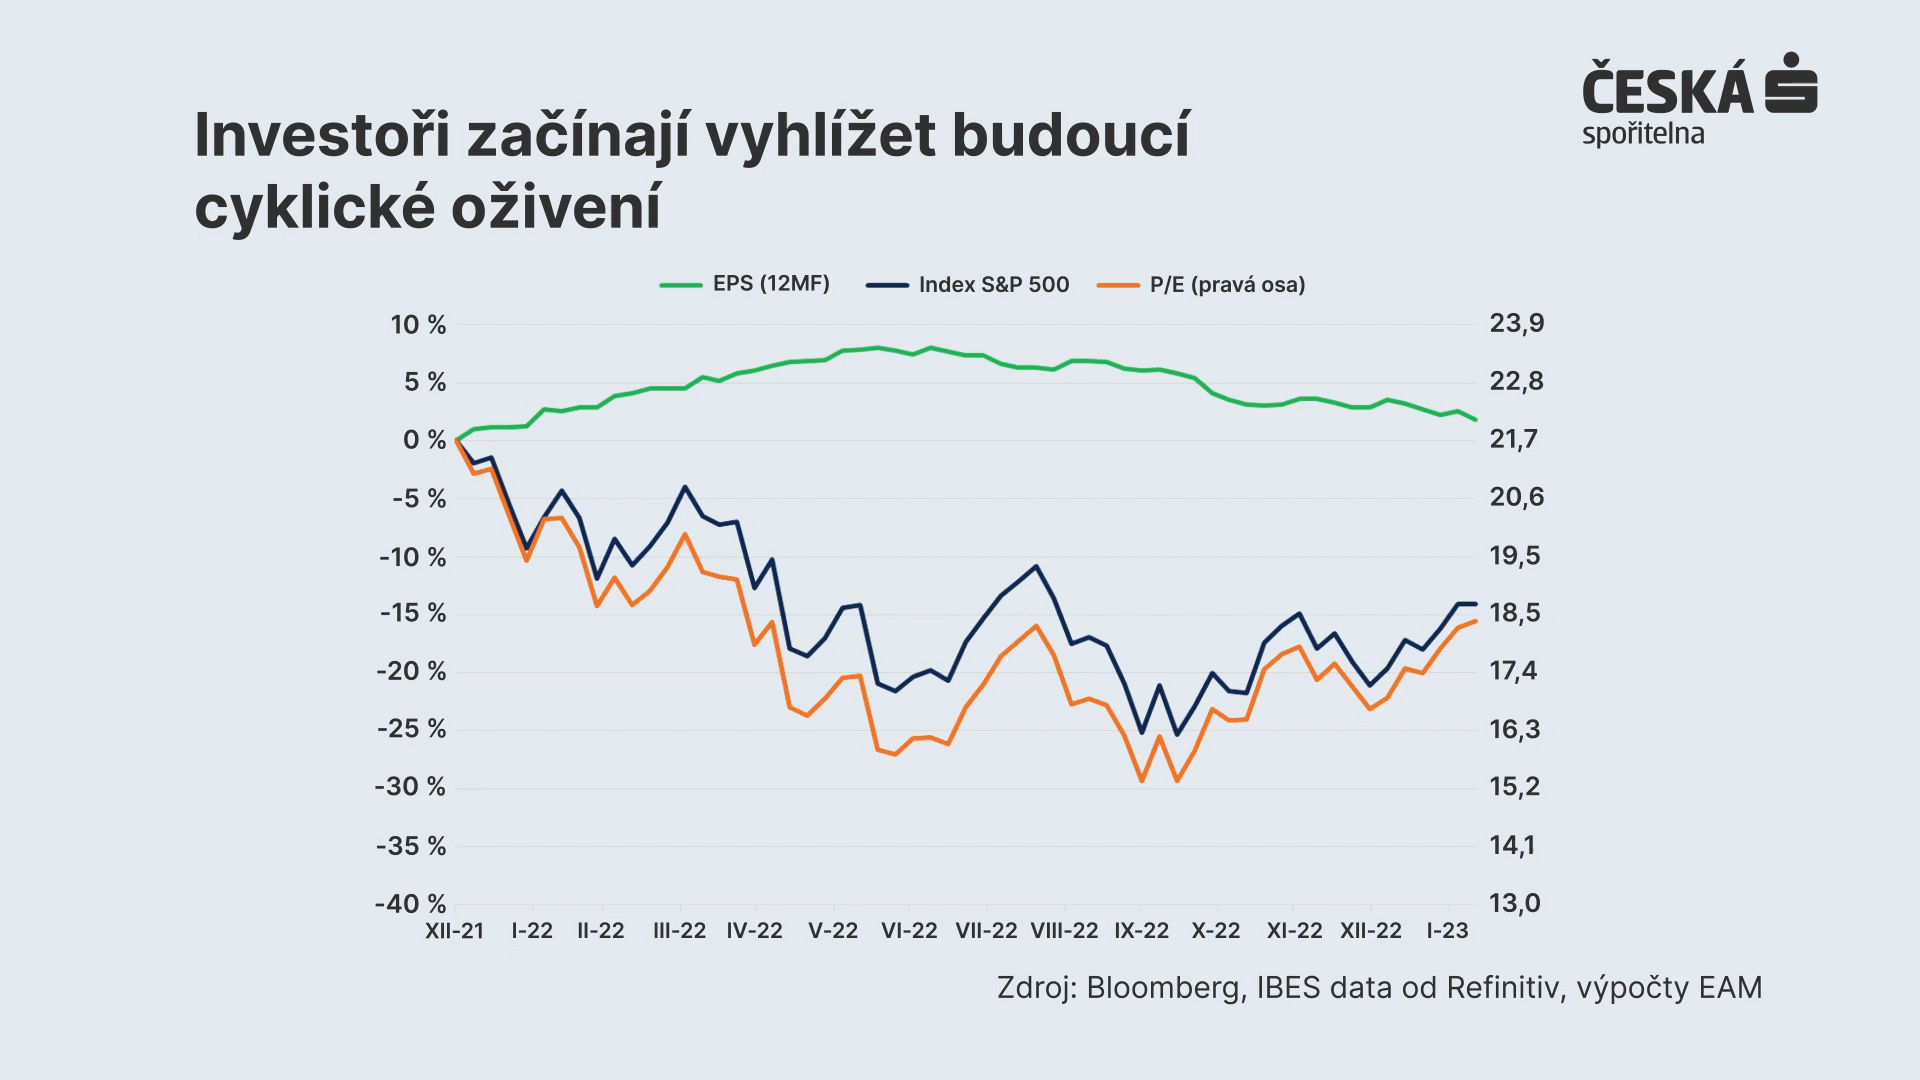 ČESKÁ
spořitelna
Investoři začínají vyhlížet budoucí
cyklické oživení
EPS (12MF) Index S&P 500 P/E (pravá osa)
10 % 23,9
5 % 22,8
0 % 21,7
-5 % 20,6
-10 % 19,5
-15 % 18,5
-20 % 17,4
-25 % 16,3
-30 % 15,2
-35 % 14,1
-40 % 13,0
XII-21 I-22 II-22 III-22 IV-22 V-22 VI-22 VII-22 VIII-22 IX-22 X-22 XI-22 XII-22 I-23
Zdroj: Bloomberg, IBES data od Refinitiv, výpočty EAM